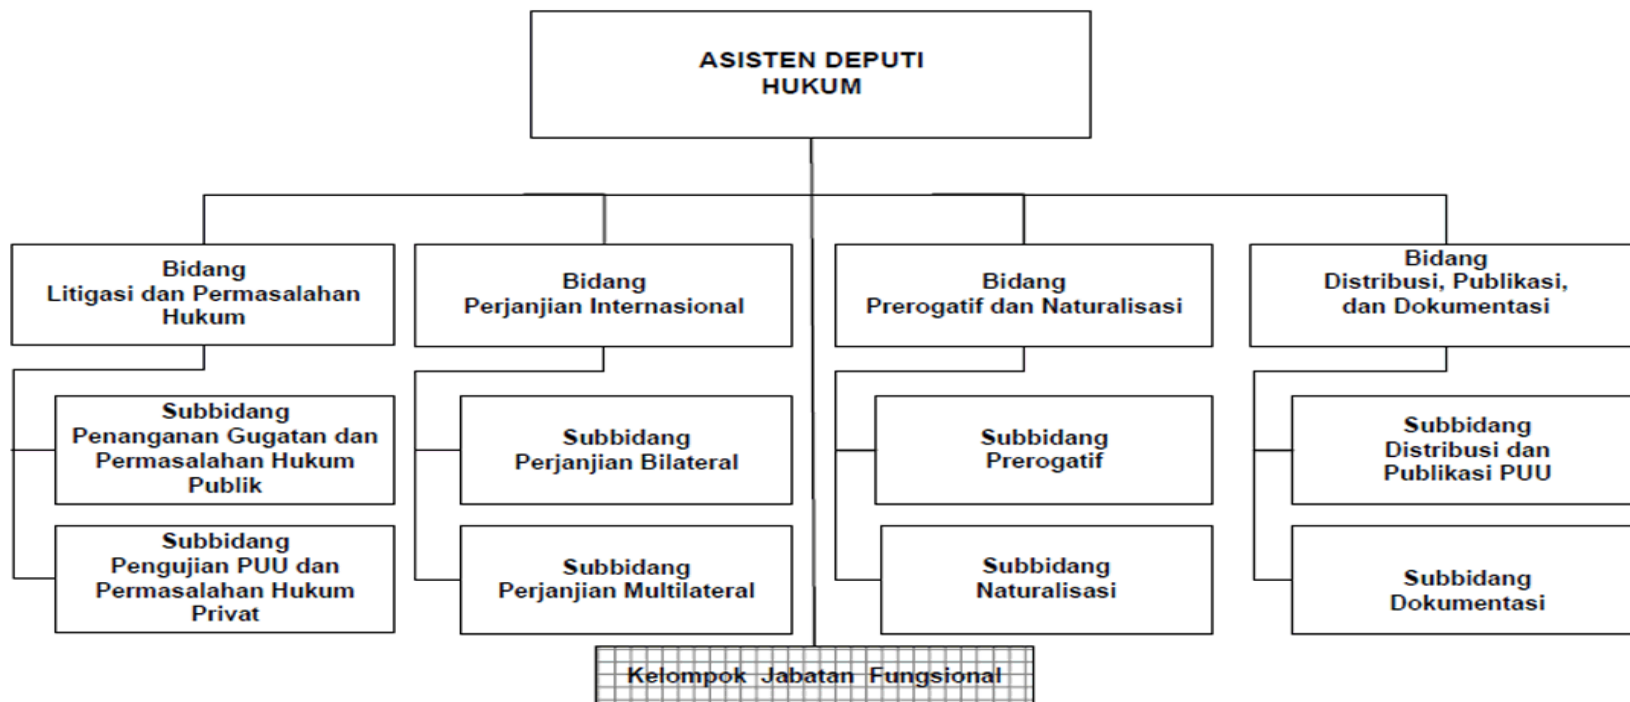 ASISTEN DEPUTI
HUKUM
Bidang
Litigasi dan Permasalahan
Hukum
Bidang
Perjanjian Internasional
Bidang
Prerogatif dan Naturalisasi
Bidang
Distribusi, Publikasi,
dan Dokumentasi
Subbidang
Penanganan Gugatan dan
Permasalahan Hukum
Publik
Subbidang
Perjanjian Bilateral
Subbidang
Prerogatif
Subbidang
Distribusi dan
Publikasi PUU
Subbidang
Pengujian PUU dan
Permasalahan Hukum
Privat
Subbidang
Perjanjian Multilateral
Subbidang
Naturalisasi
Subbidang
Dokumentasi
Kelompok Jabatan Fungsional